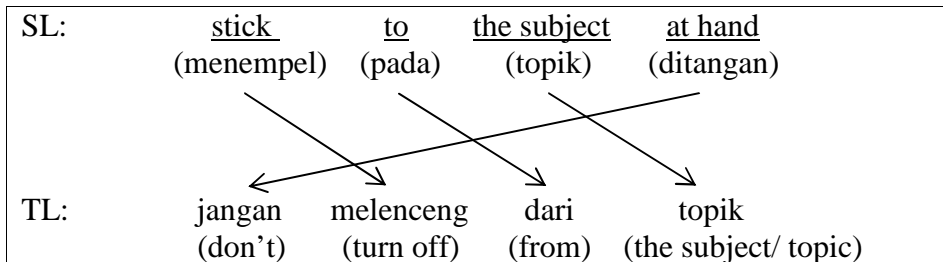 SL: stick to the subject at hand
(menempel) (pada) (topik) (ditangan)
TL: jangan melenceng dari topik
(don’t) (turn off) (from) (the subject/ topic)